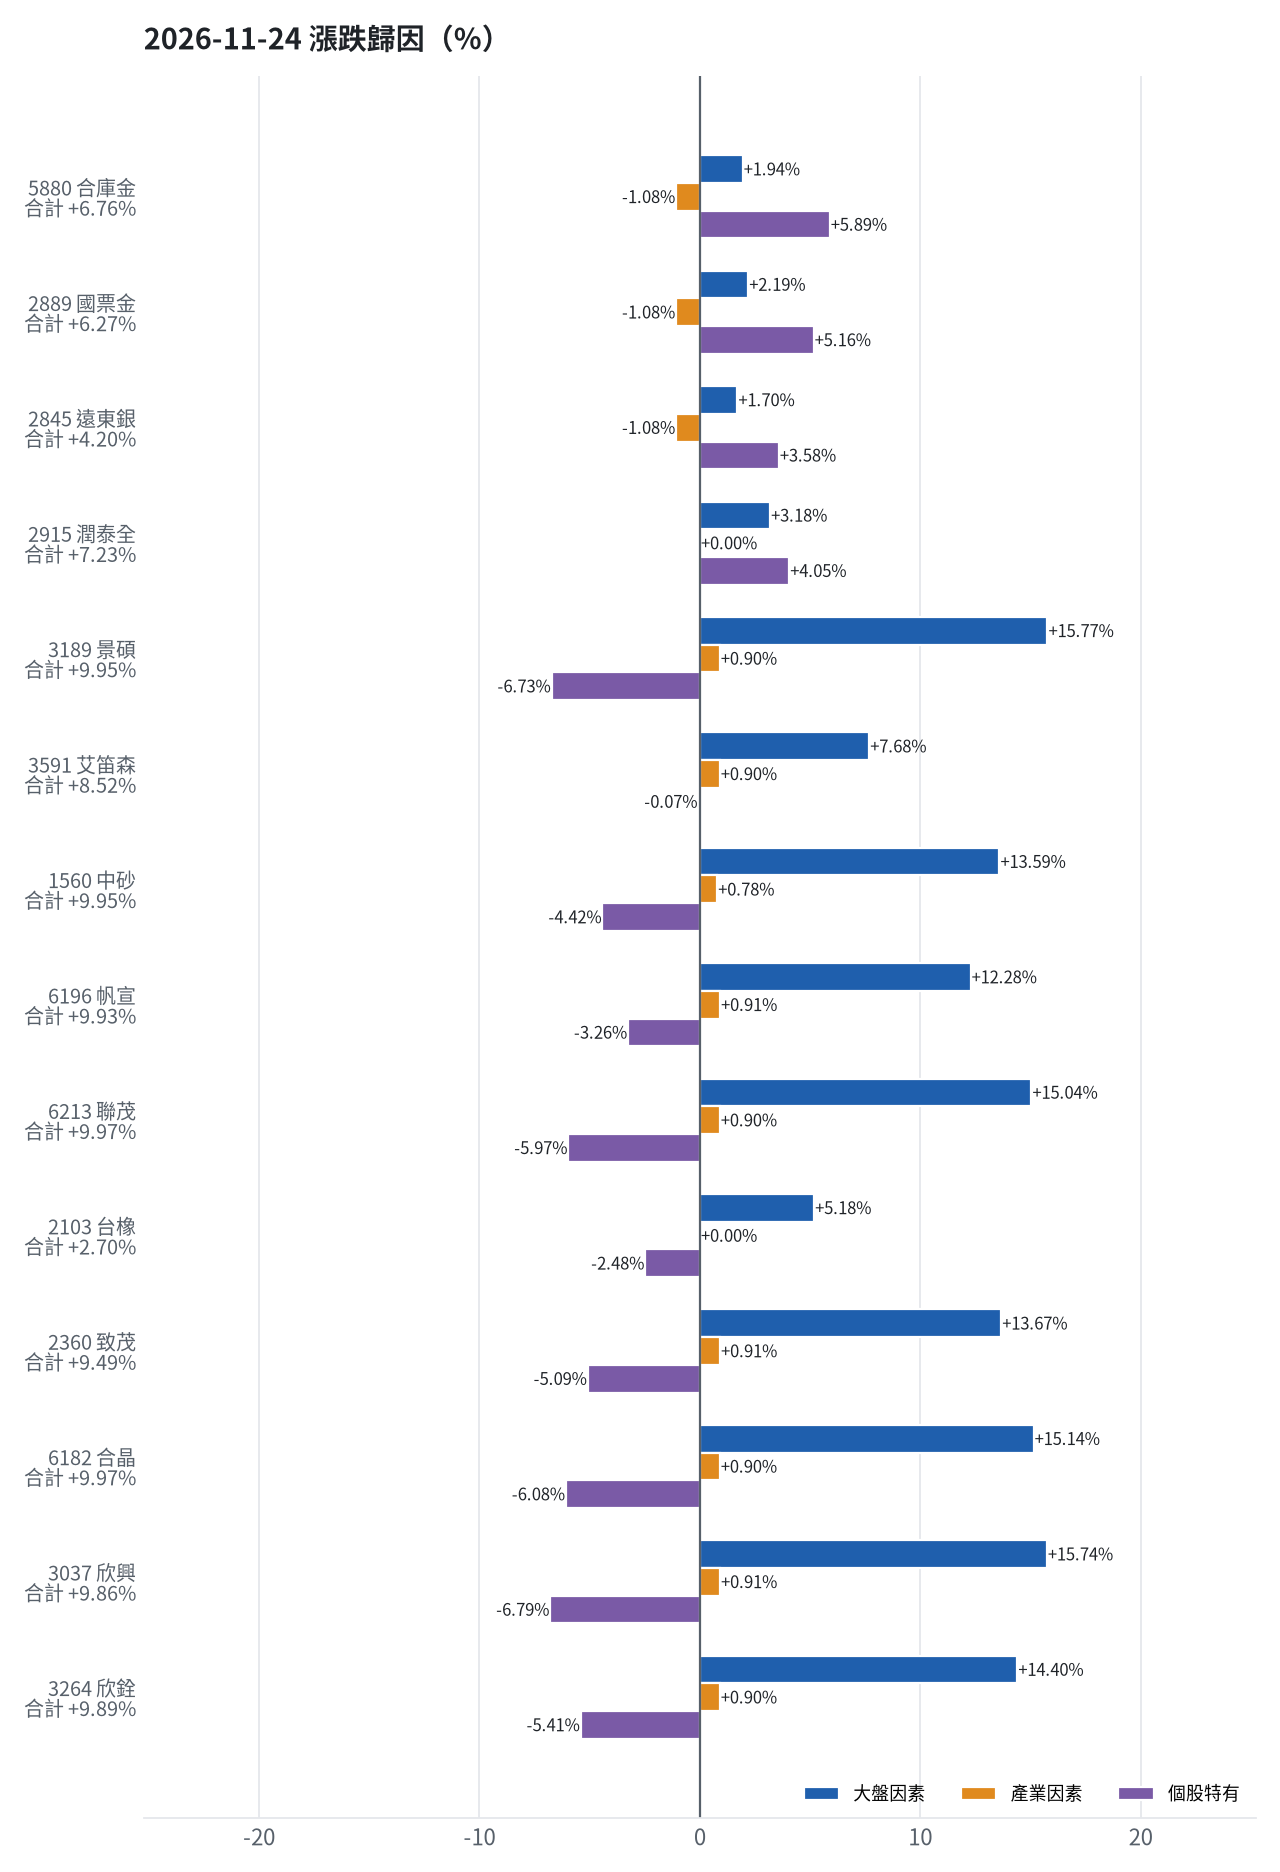 2026-11-24 漲跌歸因（%）
5880 合庫金
合計 +6.76%
+1.94%
-1.08%
+5.89%
2889 國票金
合計 +6.27%
+2.19%
-1.08%
+5.16%
2845 遠東銀
合計 +4.20%
+1.70%
-1.08%
+3.58%
2915 潤泰全
合計 +7.23%
+3.18%
+0.00%
+4.05%
3189 景碩
合計 +9.95%
+15.77%
+0.90%
-6.73%
3591 艾笛森
合計 +8.52%
+7.68%
+0.90%
-0.07%
1560 中砂
合計 +9.95%
+13.59%
+0.78%
-4.42%
6196 帆宣
合計 +9.93%
+12.28%
+0.91%
-3.26%
6213 聯茂
合計 +9.97%
+15.04%
+0.90%
-5.97%
2103 台橡
合計 +2.70%
+5.18%
+0.00%
-2.48%
2360 致茂
合計 +9.49%
+13.67%
+0.91%
-5.09%
6182 合晶
合計 +9.97%
+15.14%
+0.90%
-6.08%
3037 欣興
合計 +9.86%
+15.74%
+0.91%
-6.79%
3264 欣銓
合計 +9.89%
+14.40%
+0.90%
-5.41%
大盤因素 產業因素 個股特有
-20 -10 0 10 20